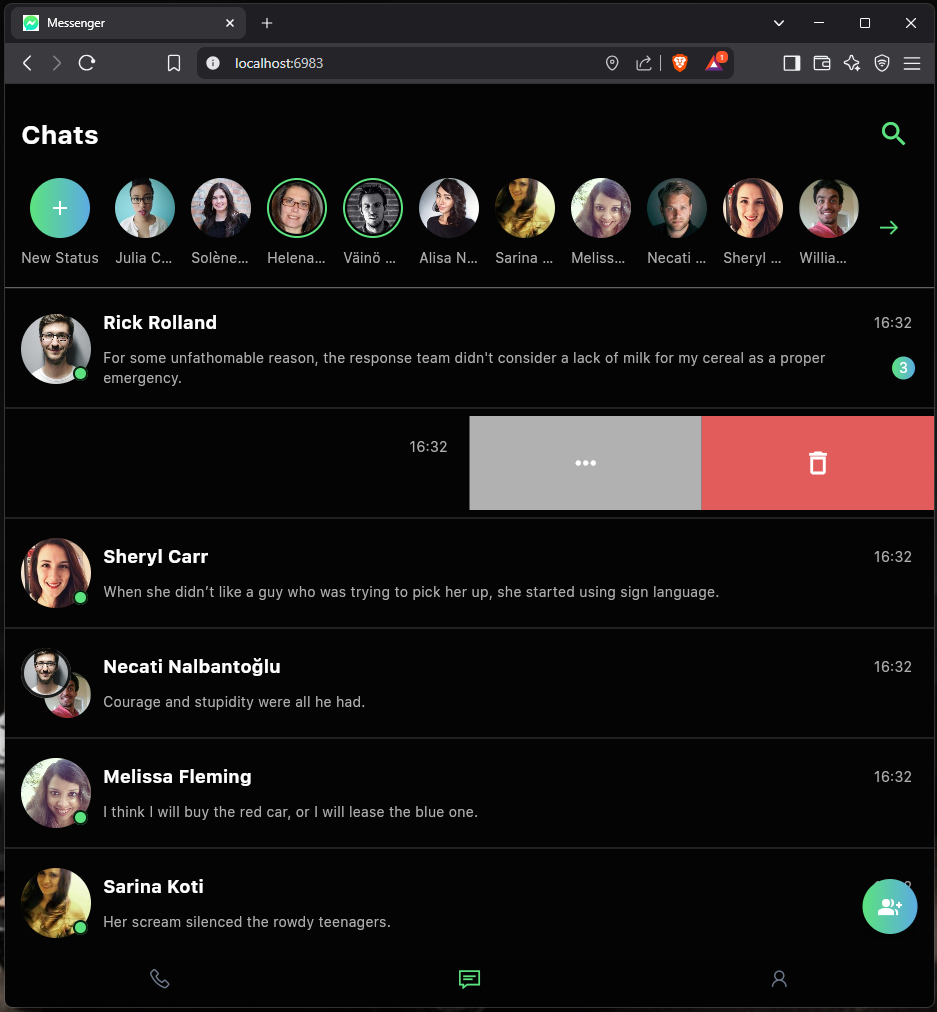 Messenger
localhost:6983
1
Chats
New Status
Julia C...
Solène...
Helena...
Väinö ...
Alisa N...
Sarina ...
Meliss...
Necati ...
Sheryl ...
Willia...
Rick Rolland
16:32
For some unfathomable reason, the response team didn't consider a lack of milk for my cereal as a proper
emergency.
3
16:32
Sheryl Carr
16:32
When she didn’t like a guy who was trying to pick her up, she started using sign language.
Necati Nalbantoğlu
16:32
Courage and stupidity were all he had.
Melissa Fleming
16:32
I think I will buy the red car, or I will lease the blue one.
Sarina Koti
Her scream silenced the rowdy teenagers.